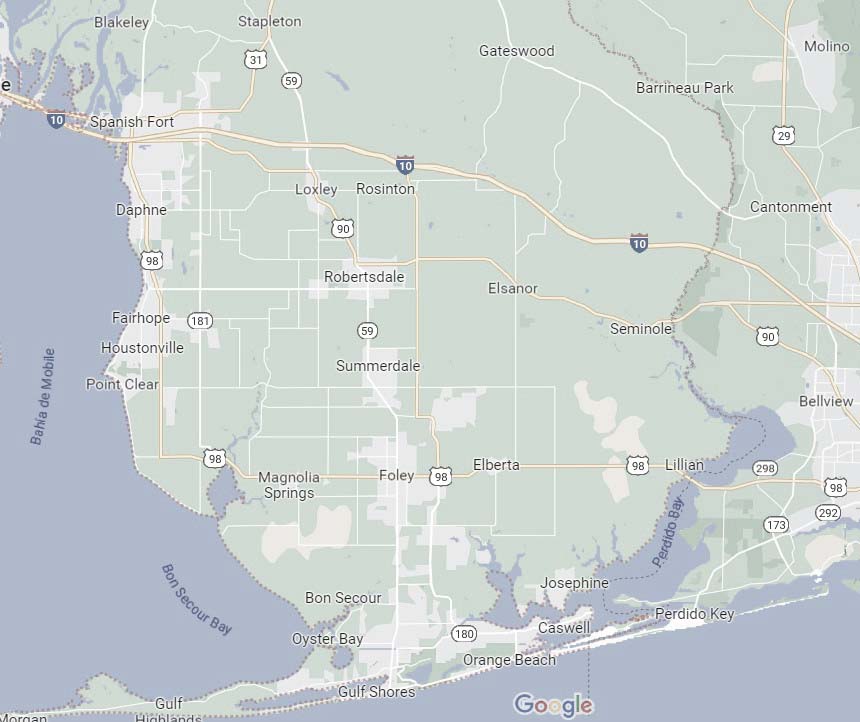 Blakeley
Stapleton
Gateswood
Molino
31
59
e
Barrineau Park
10
Spanish Fort
29
10
Loxley
Rosinton
Daphne
Cantonment
90
10
98
Robertsdale
Elsanor
Fairhope
181
59
Seminole
90
Houstonville
Summerdale
Point Clear
Bahía de Mobile
Bellview
98
Magnolia
Springs
Foley
98
Elberta
98
Lillian
298
98
292
173
Perdido Bay
Bon Secour Bay
Josephine
Bon Secour
Perdido Key
Oyster Bay
180
Caswell
Orange Beach
Gulf Shores
Gulf
Highlands
Morgan
Google